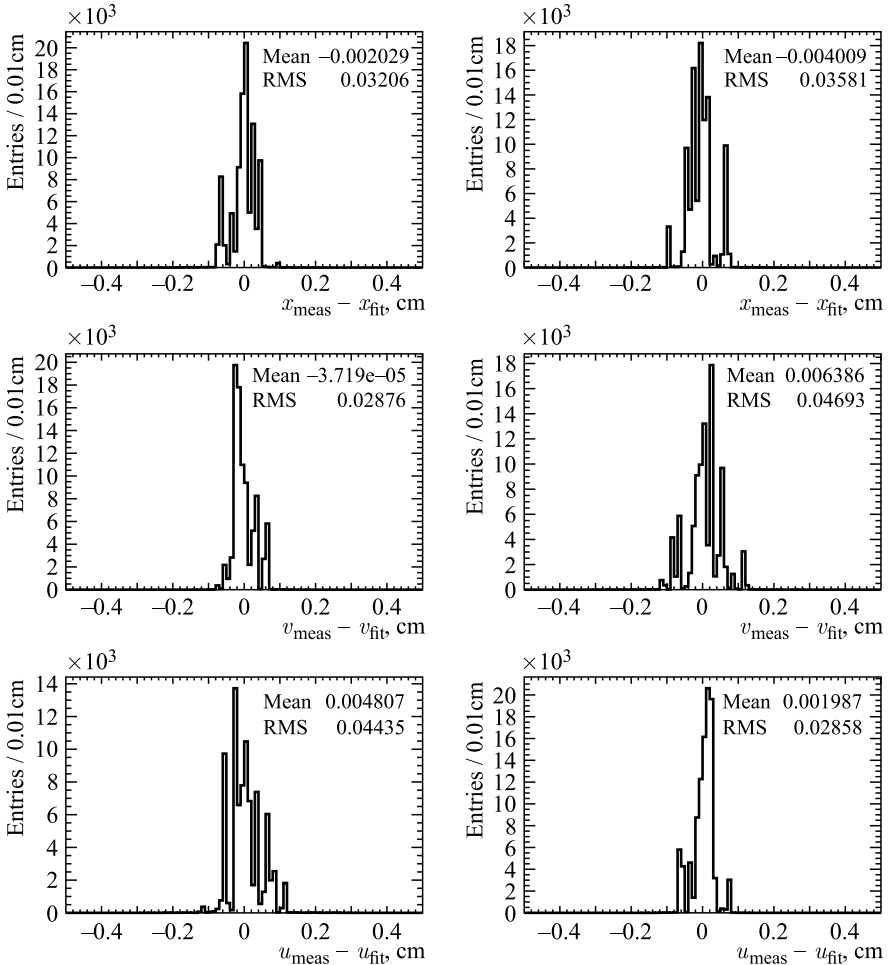 ×10³
Entries / 0.01cm
20
18
16
14
12
10
8
6
4
2
0
Mean −0.002029
RMS 0.03206
−0.4 −0.2 0 0.2 0.4
x_meas − x_fit, cm
×10³
Entries / 0.01cm
18
16
14
12
10
8
6
4
2
0
Mean −0.004009
RMS 0.03581
−0.4 −0.2 0 0.2 0.4
x_meas − x_fit, cm
×10³
Entries / 0.01cm
20
18
16
14
12
10
8
6
4
2
0
Mean −3.719e−05
RMS 0.02876
−0.4 −0.2 0 0.2 0.4
v_meas − v_fit, cm
×10³
Entries / 0.01cm
18
16
14
12
10
8
6
4
2
0
Mean 0.006386
RMS 0.04693
−0.4 −0.2 0 0.2 0.4
v_meas − v_fit, cm
×10³
Entries / 0.01cm
14
12
10
8
6
4
2
0
Mean 0.004807
RMS 0.04435
−0.4 −0.2 0 0.2 0.4
u_meas − u_fit, cm
×10³
Entries / 0.01cm
20
18
16
14
12
10
8
6
4
2
0
Mean 0.001987
RMS 0.02858
−0.4 −0.2 0 0.2 0.4
u_meas − u_fit, cm